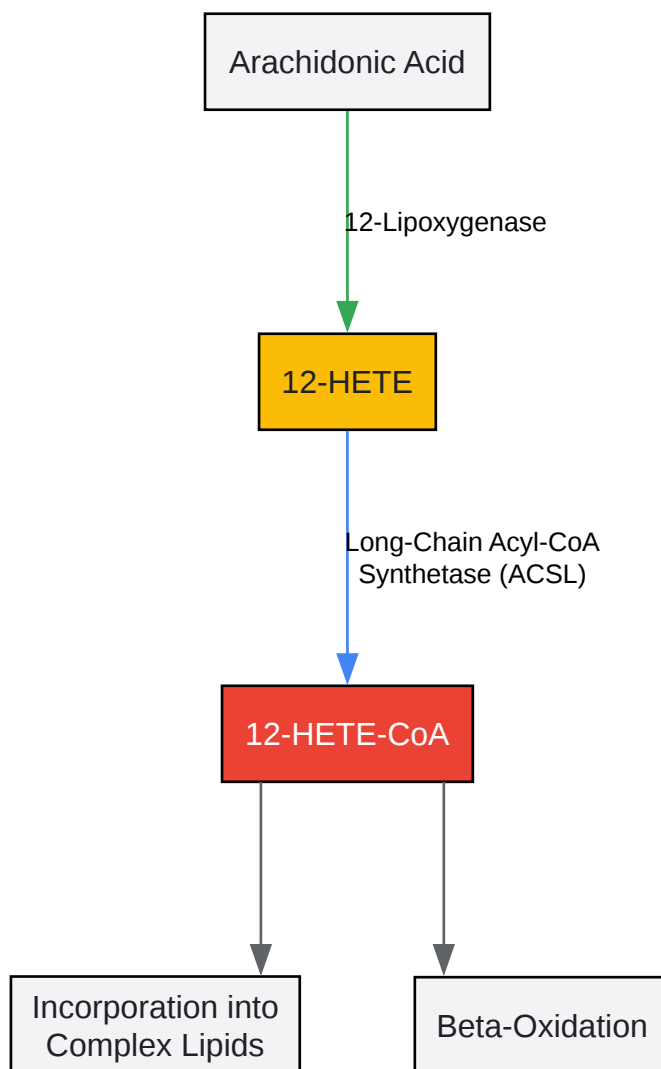 Arachidonic Acid
12-Lipoxygenase
12-HETE
Long-Chain Acyl-CoA
Synthetase (ACSL)
12-HETE-CoA
Incorporation into
Complex Lipids
Beta-Oxidation